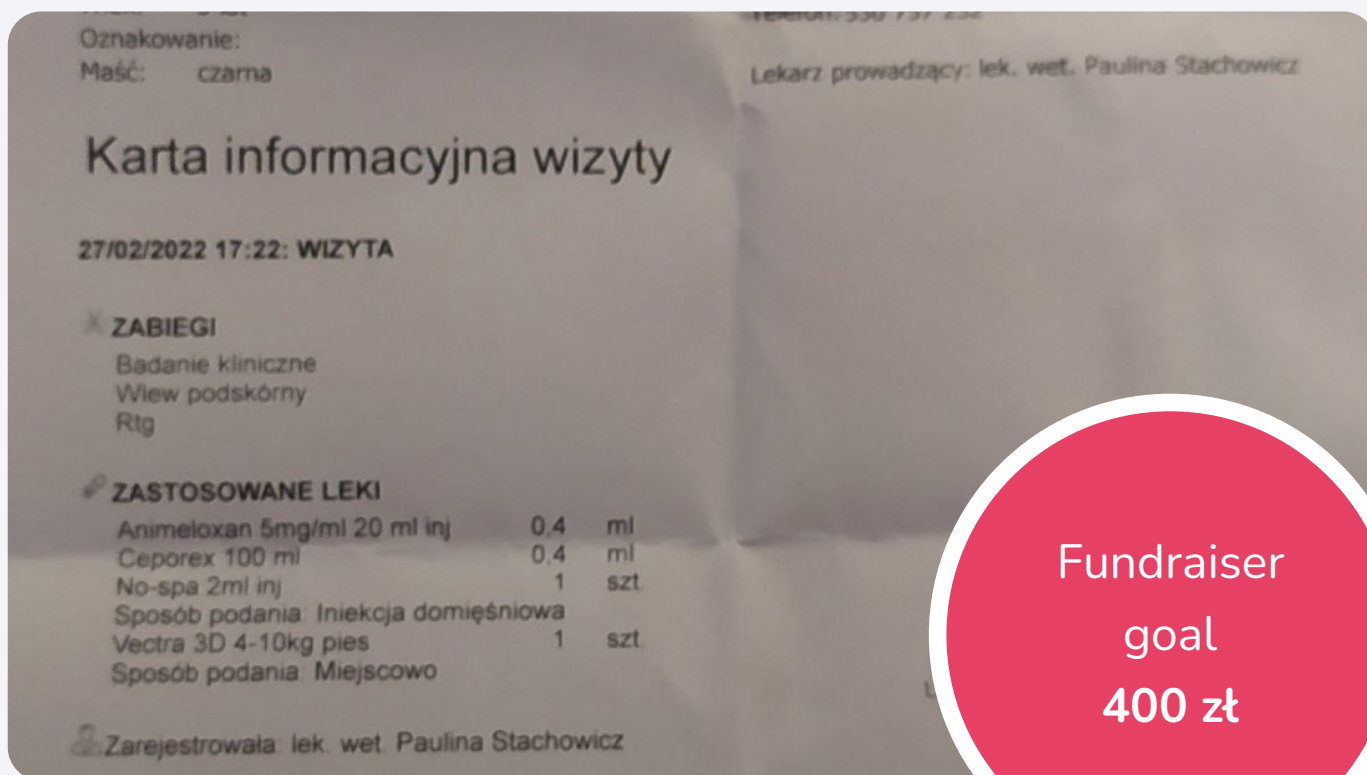 Oznakowanie:
Maść: czarna
Lekarz prowadzący: lek. wet. Paulina Stachowicz
Karta informacyjna wizyty
27/02/2022 17:22: WIZYTA
ZABIEGI
Badanie kliniczne
Wlew podskórny
Rtg
ZASTOSOWANE LEKI
Animeloxan 5mg/ml 20 ml inj 0,4 ml
Ceporex 100 ml 0,4 ml
No-spa 2ml inj 1 szt
Sposób podania: Iniekcja domięśniowa
Vectra 3D 4-10kg pies 1 szt
Sposób podania: Miejscowo
Zarejestrowała: lek. wet. Paulina Stachowicz
Fundraiser
goal
400 zł